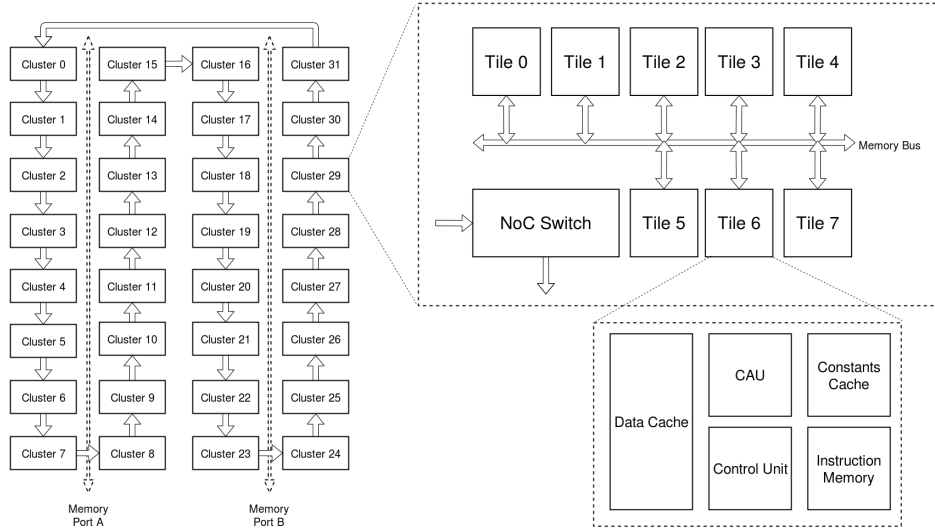 Cluster 0
Cluster 1
Cluster 2
Cluster 3
Cluster 4
Cluster 5
Cluster 6
Cluster 7
Cluster 15
Cluster 14
Cluster 13
Cluster 12
Cluster 11
Cluster 10
Cluster 9
Cluster 8
Cluster 16
Cluster 17
Cluster 18
Cluster 19
Cluster 20
Cluster 21
Cluster 22
Cluster 23
Cluster 31
Cluster 30
Cluster 29
Cluster 28
Cluster 27
Cluster 26
Cluster 25
Cluster 24
Memory
Port A
Memory
Port B
Tile 0
Tile 1
Tile 2
Tile 3
Tile 4
Memory Bus
NoC Switch
Tile 5
Tile 6
Tile 7
Data Cache
CAU
Constants
Cache
Control Unit
Instruction
Memory